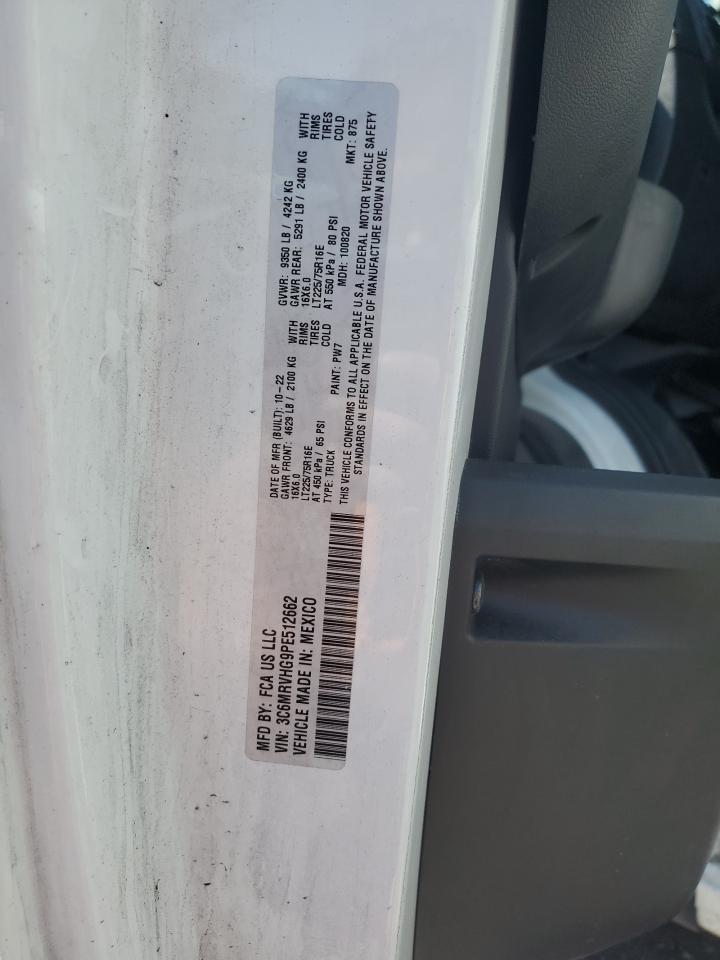 MFD BY: FCA US LLC
VIN: 3C6MRVHG9PE512662
VEHICLE MADE IN: MEXICO
DATE OF MFR (BUILT): 10-22
GAWR FRONT: 4629 LB / 2100 KG WITH
16X6.0 RIMS
LT225/75R16E TIRES
AT 450 kPa / 65 PSI COLD
TYPE: TRUCK PAINT: PW7
GVWR: 9350 LB / 4242 KG
GAWR REAR: 5291 LB / 2400 KG WITH
16X6.0 RIMS
LT225/75R16E TIRES
AT 550 kPa / 80 PSI COLD
MDH: 100820 MKT: 875
THIS VEHICLE CONFORMS TO ALL APPLICABLE U.S.A. FEDERAL MOTOR VEHICLE SAFETY
STANDARDS IN EFFECT ON THE DATE OF MANUFACTURE SHOWN ABOVE.